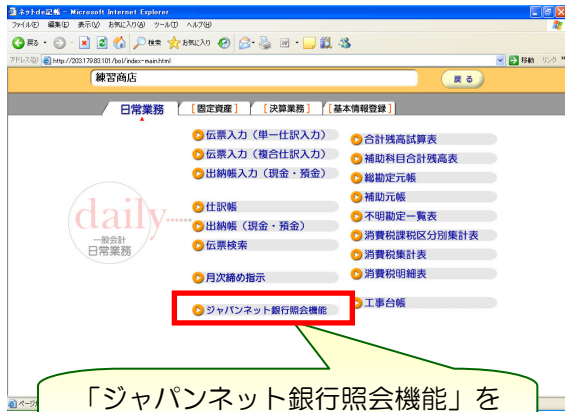 ネットde記帳 - Microsoft Internet Explorer
ファイル(F) 編集(E) 表示(V) お気に入り(A) ツール(T) ヘルプ(H)
戻る 検索 お気に入り
アドレス(D) http://203.179.83.101/bol/index-main.html 移動 リンク »
練習商店 戻る
日常業務 [固定資産] [決算業務] [基本情報登録]
daily
一般会計
日常業務
伝票入力（単一仕訳入力）
伝票入力（複合仕訳入力）
出納帳入力（現金・預金）
仕訳帳
出納帳（現金・預金）
伝票検索
月次締め指示
ジャパンネット銀行照会機能
合計残高試算表
補助科目合計残高表
総勘定元帳
補助元帳
不明勘定一覧表
消費税課税区分別集計表
消費税集計表
消費税明細表
工事台帳
「ジャパンネット銀行照会機能」を